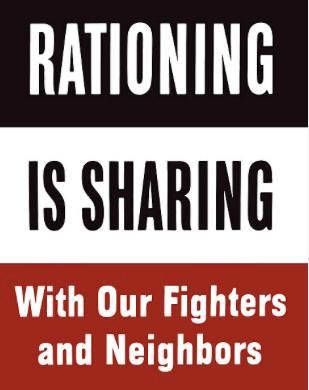 RATIONING
IS SHARING
With Our Fighters
and Neighbors